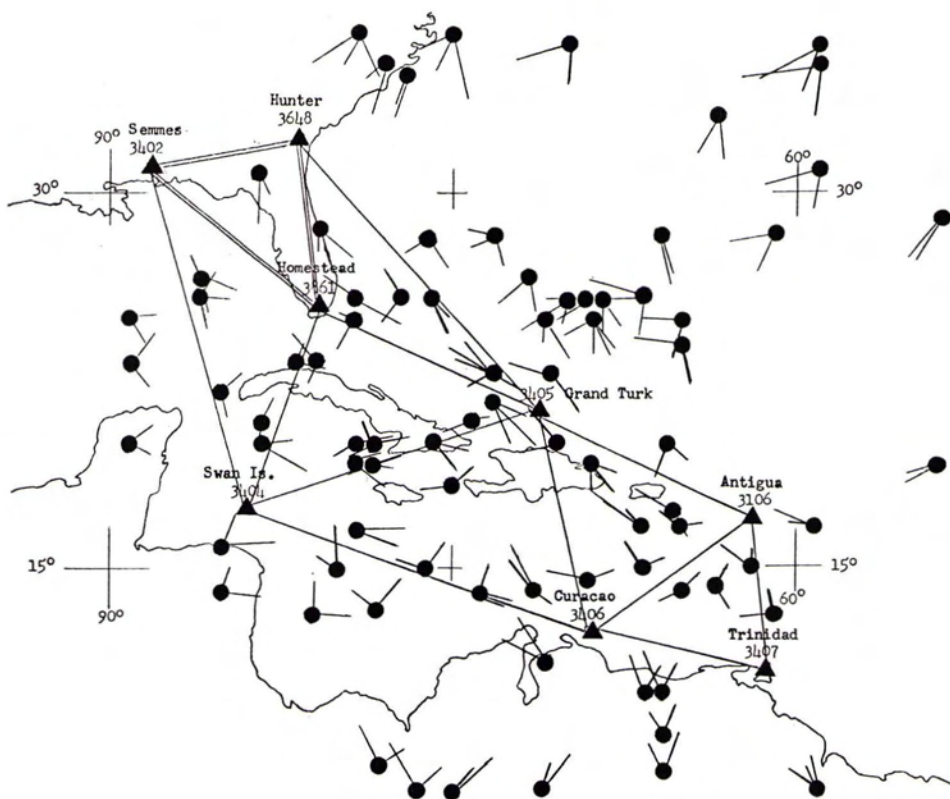 Hunter
3648
90° Semmes
3402
60°
30°
30°
Homestead
3861
3405 Grand Turk
Swan Is.
3404
Antigua
3106
15°
15°
90°
Curacao
3406
60°
Trinidad
3407